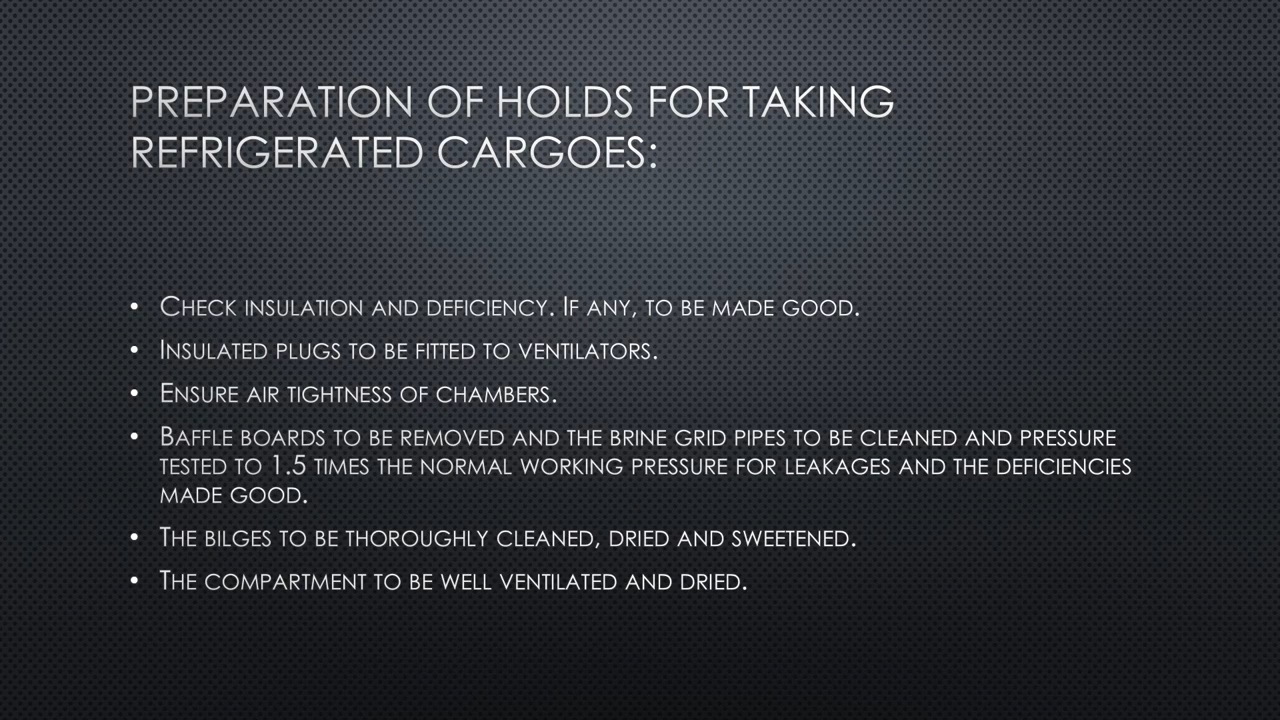 PREPARATION OF HOLDS FOR TAKING
REFRIGERATED CARGOES:
• CHECK INSULATION AND DEFICIENCY. IF ANY, TO BE MADE GOOD.
• INSULATED PLUGS TO BE FITTED TO VENTILATORS.
• ENSURE AIR TIGHTNESS OF CHAMBERS.
• BAFFLE BOARDS TO BE REMOVED AND THE BRINE GRID PIPES TO BE CLEANED AND PRESSURE
TESTED TO 1.5 TIMES THE NORMAL WORKING PRESSURE FOR LEAKAGES AND THE DEFICIENCIES
MADE GOOD.
• THE BILGES TO BE THOROUGHLY CLEANED, DRIED AND SWEETENED.
• THE COMPARTMENT TO BE WELL VENTILATED AND DRIED.